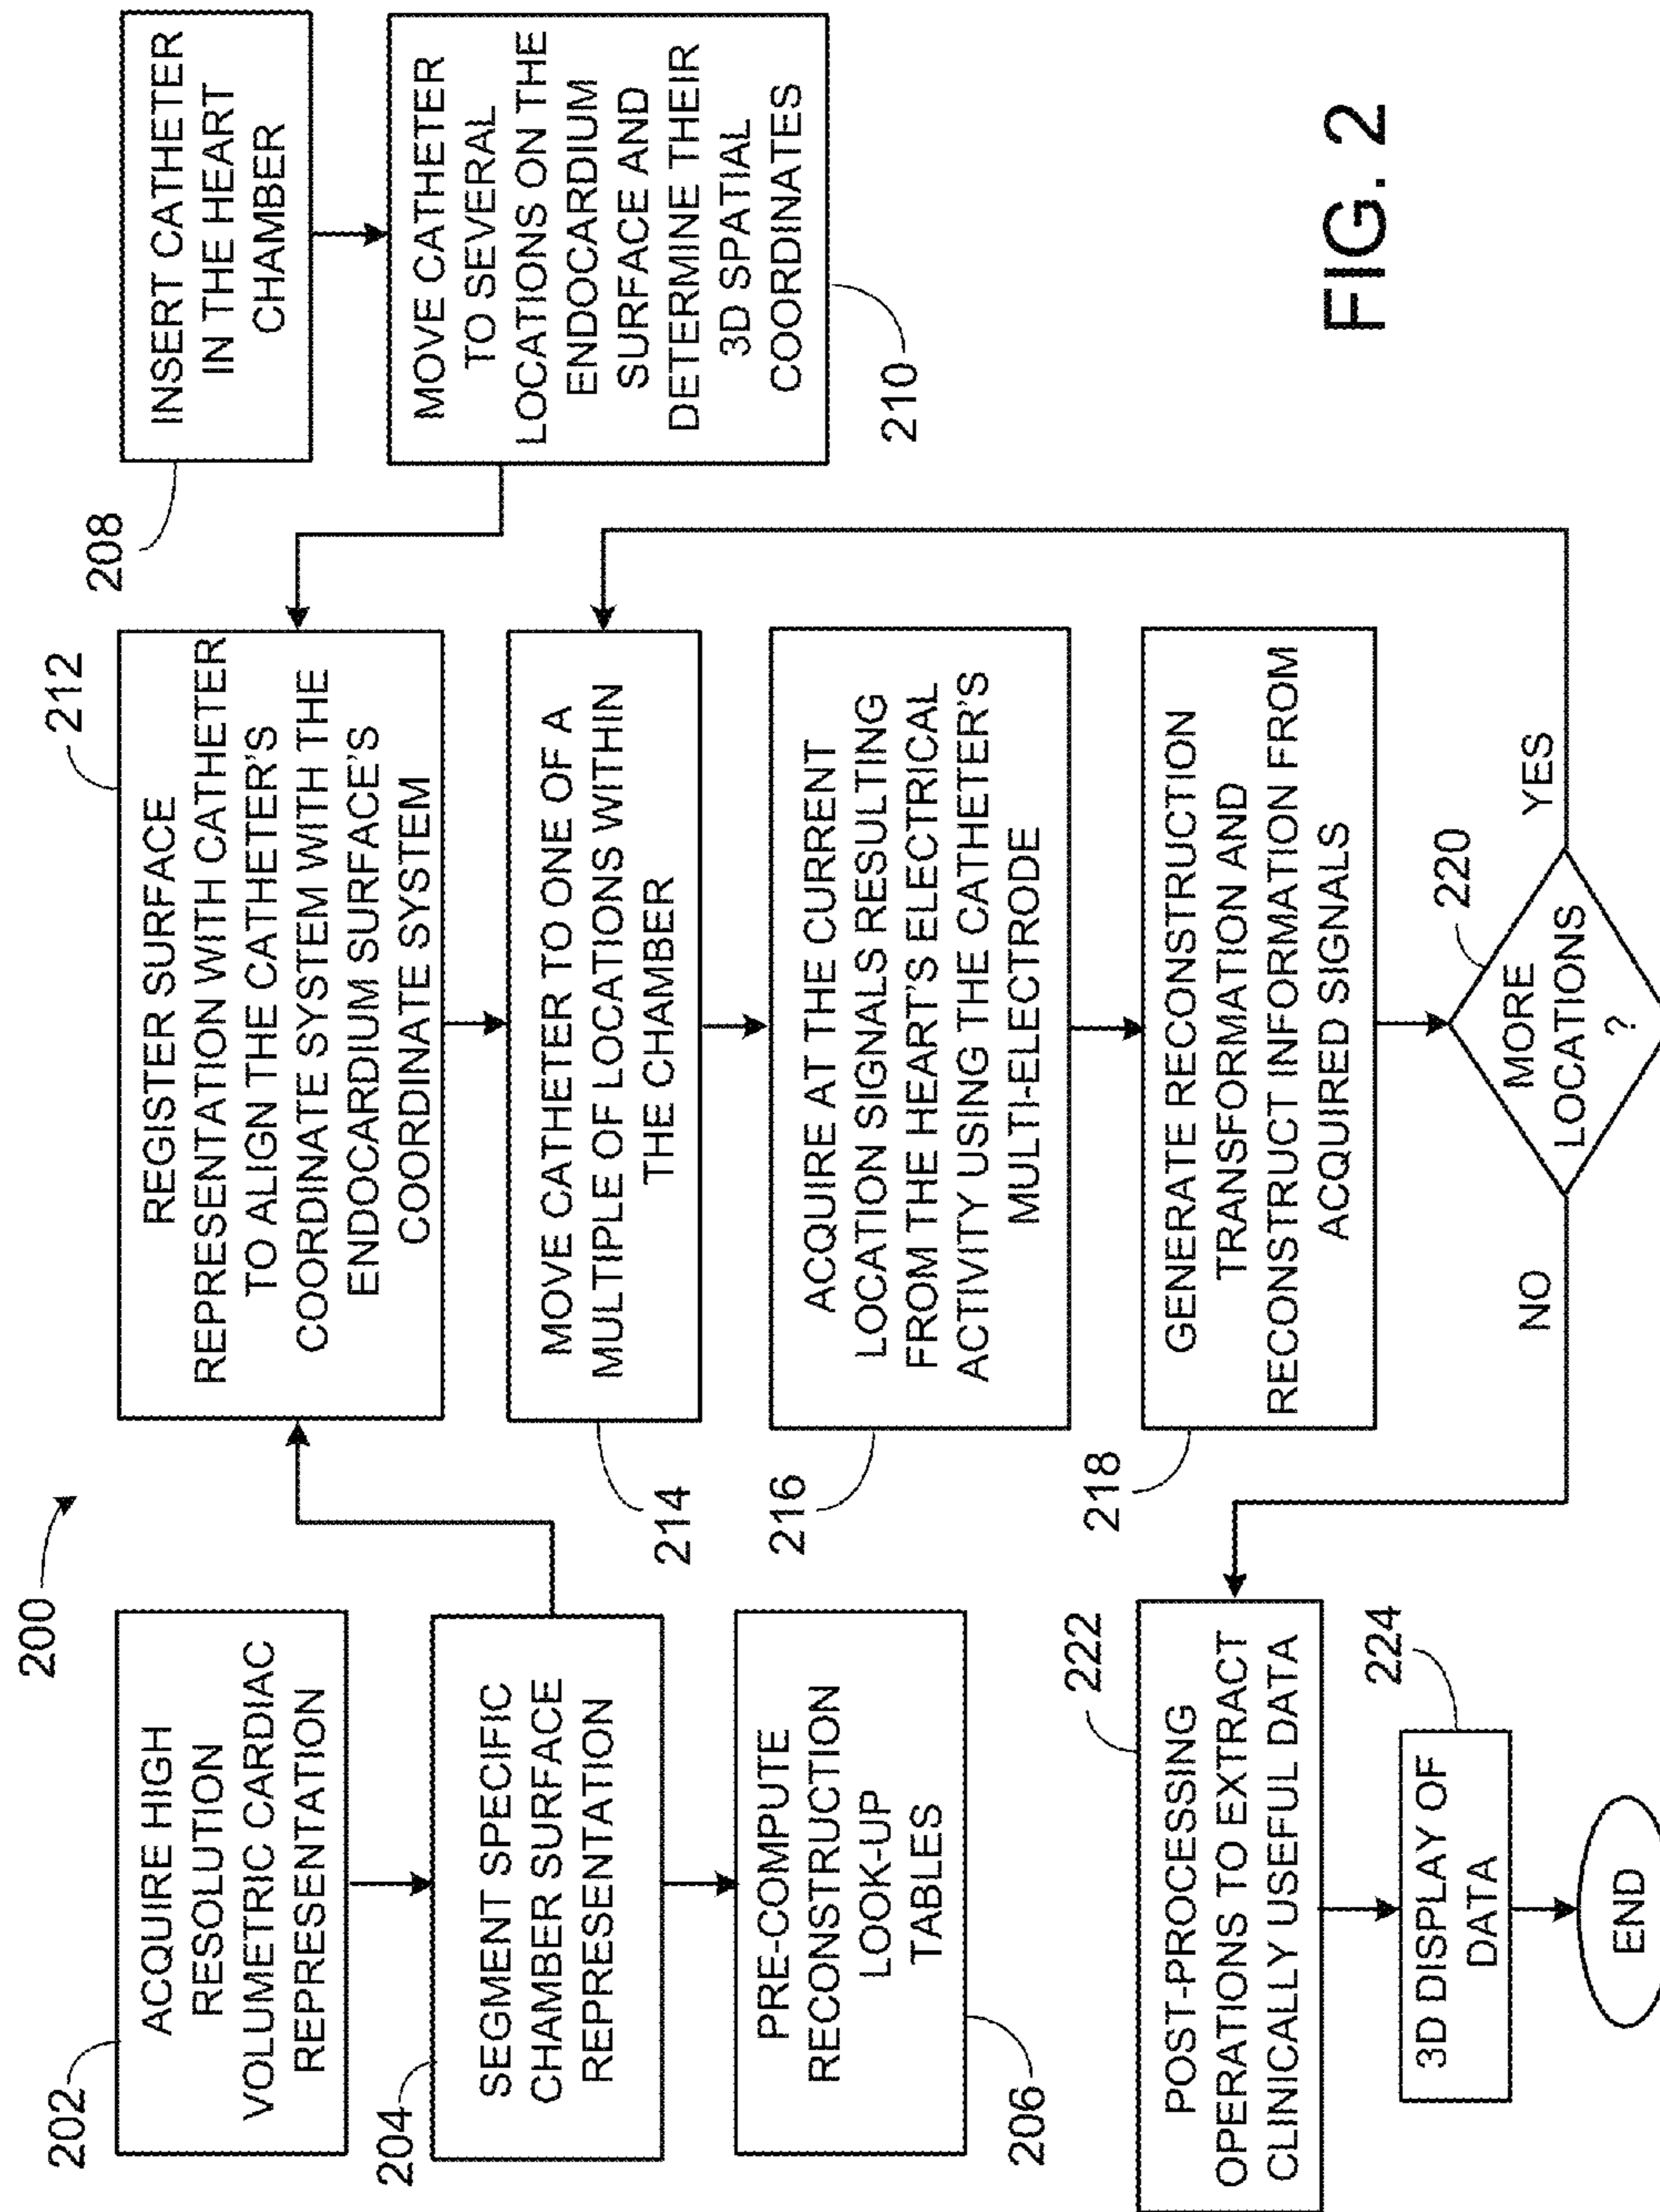 200
202
ACQUIRE HIGH
RESOLUTION
VOLUMETRIC CARDIAC
REPRESENTATION
204
SEGMENT SPECIFIC
CHAMBER SURFACE
REPRESENTATION
206
PRE-COMPUTE
RECONSTRUCTION
LOOK-UP
TABLES
208
INSERT CATHETER
IN THE HEART
CHAMBER
210
MOVE CATHETER
TO SEVERAL
LOCATIONS ON THE
ENDOCARDIUM
SURFACE AND
DETERMINE THEIR
3D SPATIAL
COORDINATES
212
REGISTER SURFACE
REPRESENTATION WITH CATHETER
TO ALIGN THE CATHETER'S
COORDINATE SYSTEM WITH THE
ENDOCARDIUM SURFACE'S
COORDINATE SYSTEM
214
MOVE CATHETER TO ONE OF A
MULTIPLE OF LOCATIONS WITHIN
THE CHAMBER
216
ACQUIRE AT THE CURRENT
LOCATION SIGNALS RESULTING
FROM THE HEART'S ELECTRICAL
ACTIVITY USING THE CATHETER'S
MULTI-ELECTRODE
218
GENERATE RECONSTRUCTION
TRANSFORMATION AND
RECONSTRUCT INFORMATION FROM
ACQUIRED SIGNALS
220
MORE
LOCATIONS
?
YES
NO
222
POST-PROCESSING
OPERATIONS TO EXTRACT
CLINICALLY USEFUL DATA
224
3D DISPLAY OF
DATA
END
FIG. 2